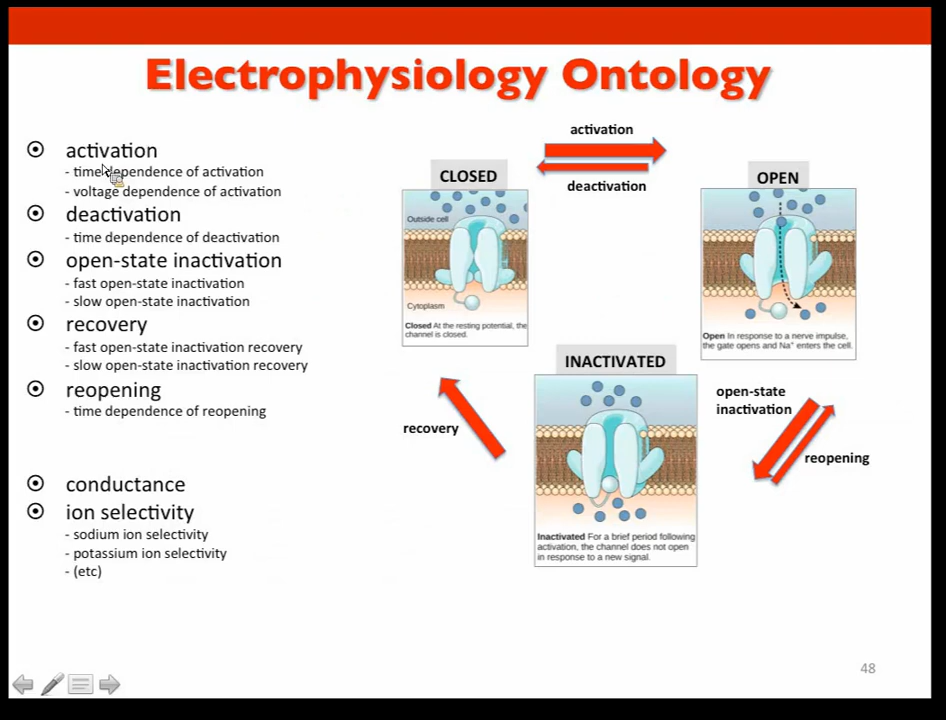 Electrophysiology Ontology
activation
- time dependence of activation
- voltage dependence of activation
deactivation
- time dependence of deactivation
open-state inactivation
- fast open-state inactivation
- slow open-state inactivation
recovery
- fast open-state inactivation recovery
- slow open-state inactivation recovery
reopening
- time dependence of reopening
conductance
ion selectivity
- sodium ion selectivity
- potassium ion selectivity
- (etc)
activation
deactivation
CLOSED
Outside cell
Cytoplasm
Closed At the resting potential, the
channel is closed.
OPEN
Open In response to a nerve impulse,
the gate opens and Na⁺ enters the cell.
INACTIVATED
Inactivated For a brief period following
activation, the channel does not open
in response to a new signal.
recovery
open-state
inactivation
reopening
48